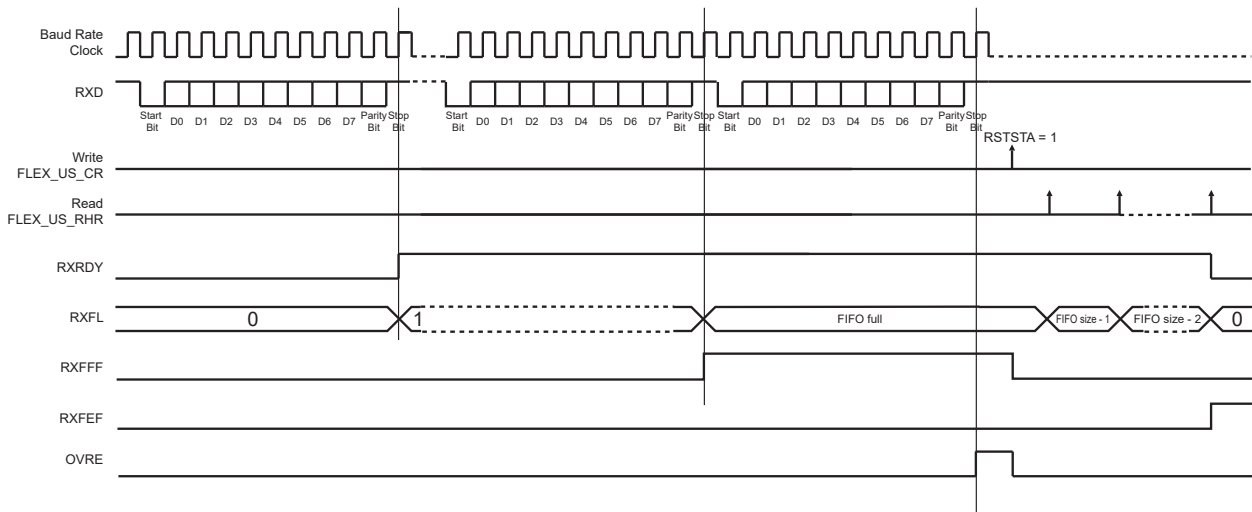 Baud Rate
Clock
RXD
Start
Bit
D0
D1
D2
D3
D4
D5
D6
D7
Parity
Bit
Stop
Bit
Start
Bit
D0
D1
D2
D3
D4
D5
D6
D7
Parity
Bit
Stop
Bit
Start
Bit
D0
D1
D2
D3
D4
D5
D6
D7
Parity
Bit
Stop
Bit
RSTSTA = 1
Write
FLEX_US_CR
Read
FLEX_US_RHR
RXRDY
RXFL
0
1
FIFO full
FIFO size - 1
FIFO size - 2
0
RXFFF
RXFEF
OVRE